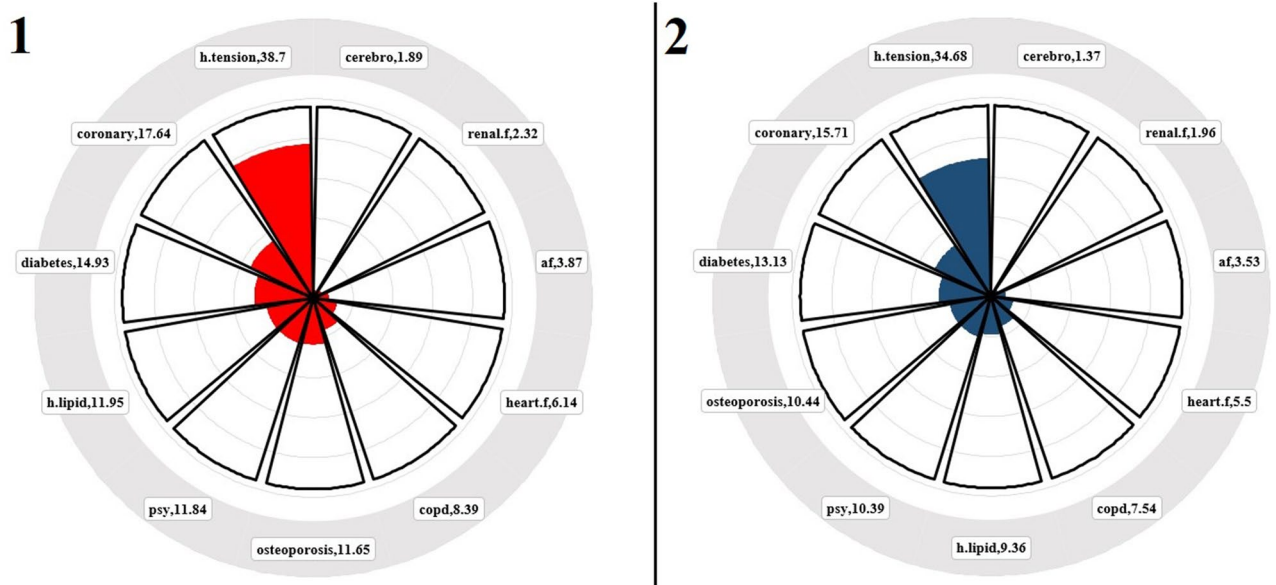 1
h.tension,38.7
cerebro,1.89
coronary,17.64
renal.f,2.32
diabetes,14.93
af,3.87
h.lipid,11.95
heart.f,6.14
psy,11.84
copd,8.39
osteoporosis,11.65
2
h.tension,34.68
cerebro,1.37
coronary,15.71
renal.f,1.96
diabetes,13.13
af,3.53
osteoporosis,10.44
heart.f,5.5
psy,10.39
copd,7.54
h.lipid,9.36